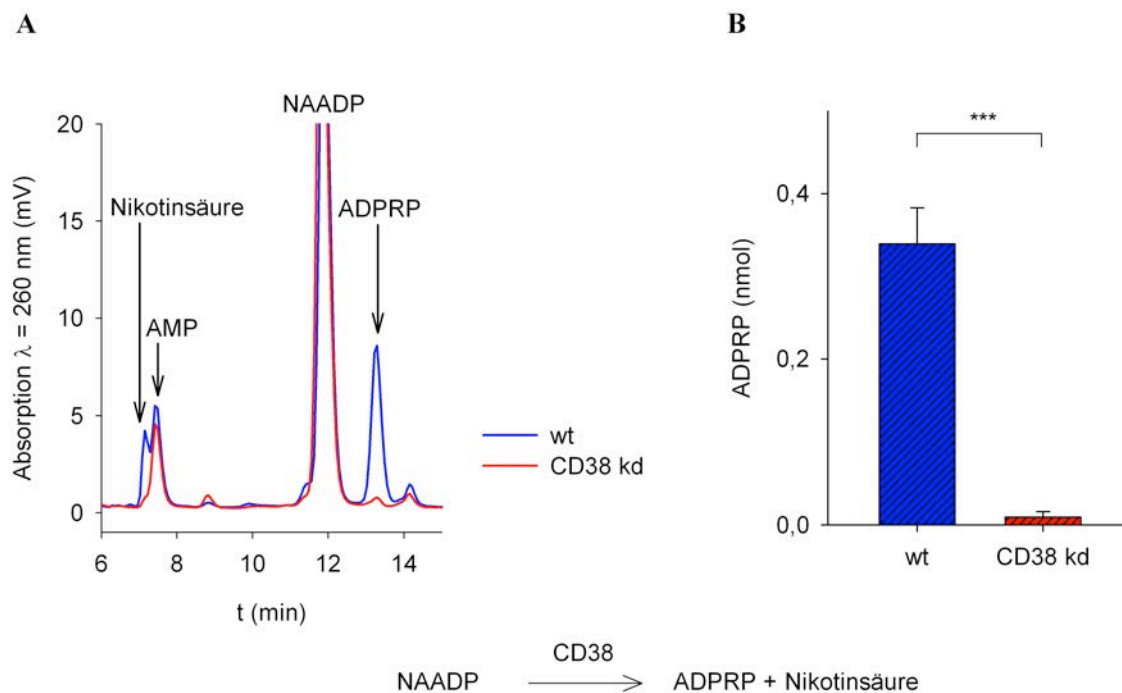 A
B
NAADP
20
Nikotinsäure
ADPRP
15
AMP
10
5
0
Absorption λ = 260 nm (mV)
6 8 10 12 14
t (min)
wt
CD38 kd
***
0,4
0,2
0,0
ADPRP (nmol)
wt CD38 kd
CD38
NAADP ⟶ ADPRP + Nikotinsäure